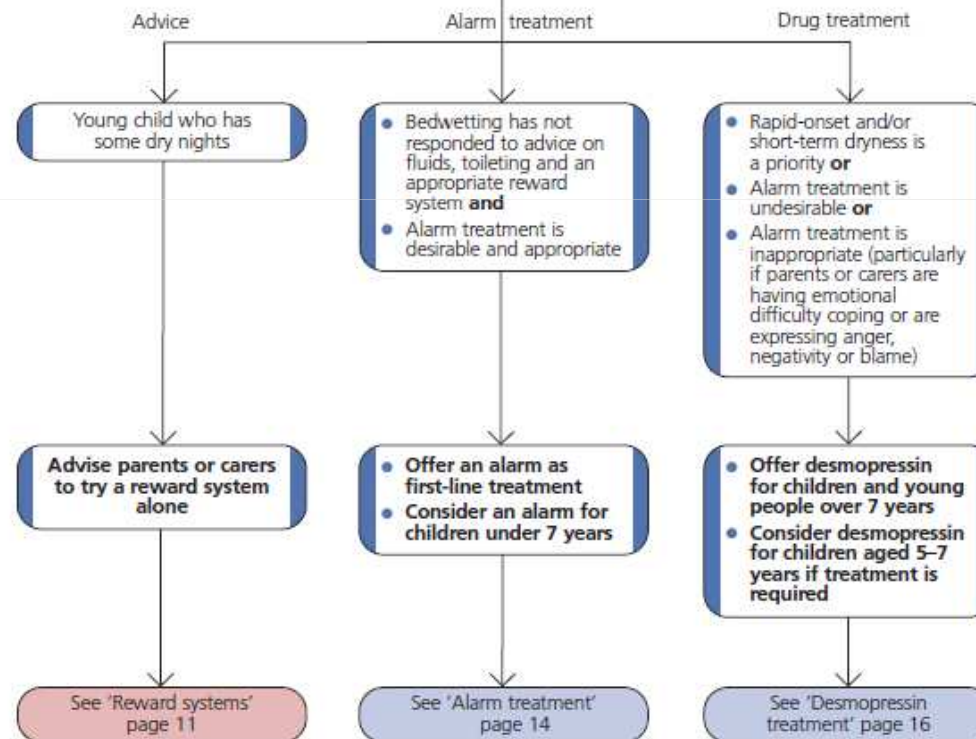 Advice
Alarm treatment
Drug treatment
Young child who has
some dry nights
Bedwetting has not
responded to advice on
fluids, toileting and an
appropriate reward
system and
Alarm treatment is
desirable and appropriate
Rapid-onset and/or
short-term dryness is
a priority or
Alarm treatment is
undesirable or
Alarm treatment is
inappropriate (particularly
if parents or carers are
having emotional
difficulty coping or are
expressing anger,
negativity or blame)
Advise parents or carers
to try a reward system
alone
Offer an alarm as
first-line treatment
Consider an alarm for
children under 7 years
Offer desmopressin
for children and young
people over 7 years
Consider desmopressin
for children aged 5–7
years if treatment is
required
See 'Reward systems'
page 11
See 'Alarm treatment'
page 14
See 'Desmopressin
treatment' page 16